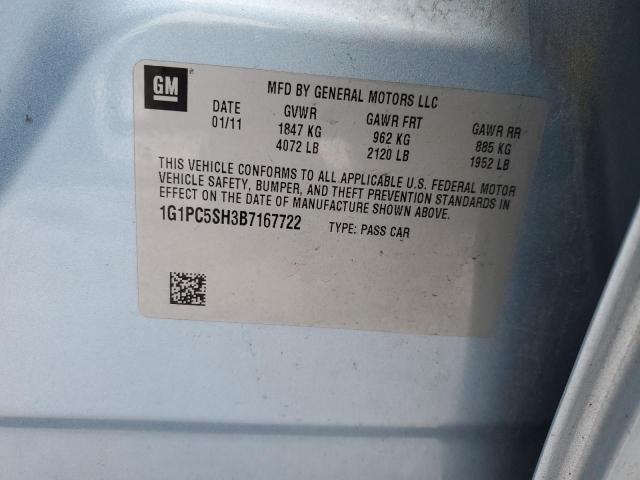 GM
MFD BY GENERAL MOTORS LLC
DATE GVWR GAWR FRT GAWR RR
01/11 1847 KG 962 KG 885 KG
4072 LB 2120 LB 1952 LB
THIS VEHICLE CONFORMS TO ALL APPLICABLE U.S. FEDERAL MOTOR
VEHICLE SAFETY, BUMPER, AND THEFT PREVENTION STANDARDS IN
EFFECT ON THE DATE OF MANUFACTURE SHOWN ABOVE.
1G1PC5SH3B7167722 TYPE: PASS CAR